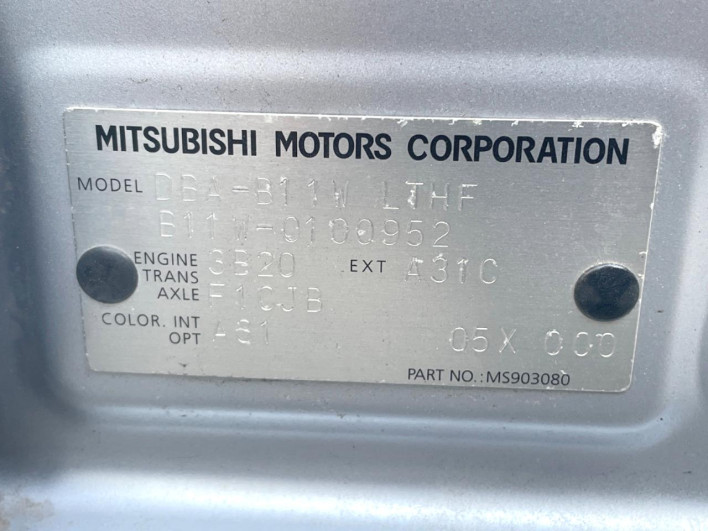 MITSUBISHI MOTORS CORPORATION
MODEL DBA-B11W LTHF
B11W-0100952
ENGINE 3B20 EXT A31C
TRANS
AXLE F1CJB
COLOR. INT
OPT A61 05X 000
PART NO.: MS903080